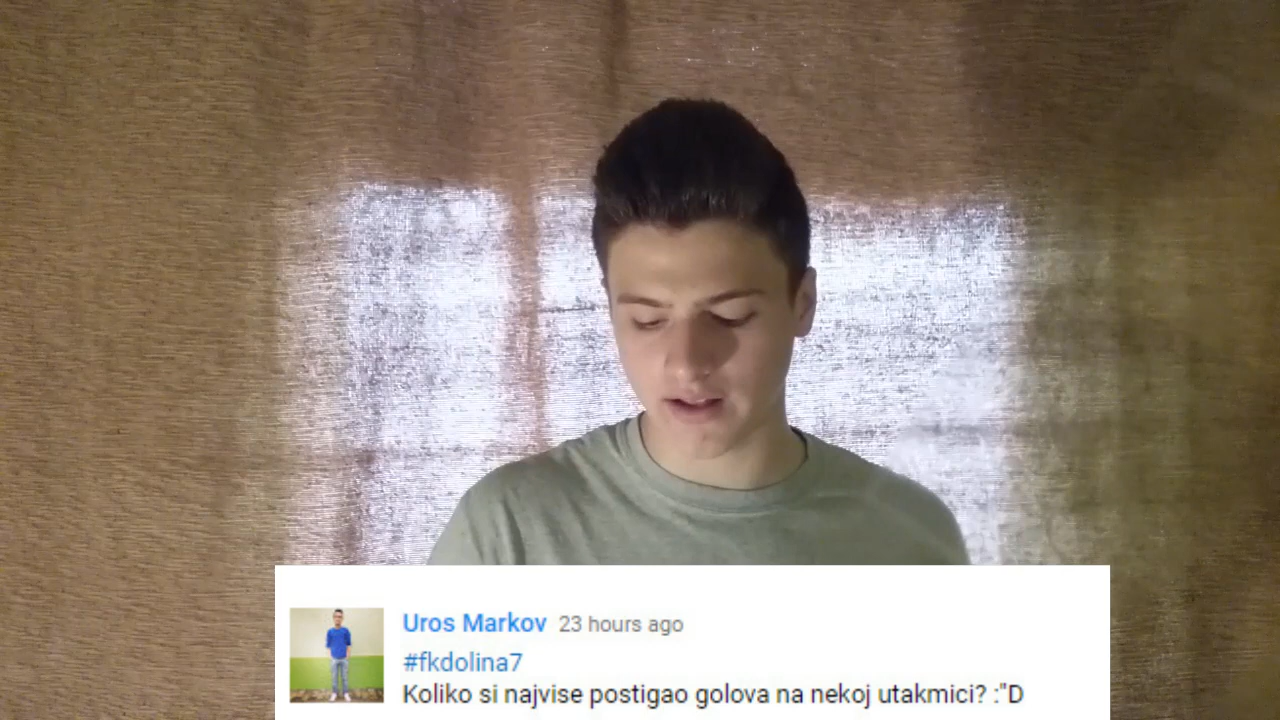 Uros Markov 23 hours ago
#fkdolina7
Koliko si najvise postigao golova na nekoj utakmici? :"D